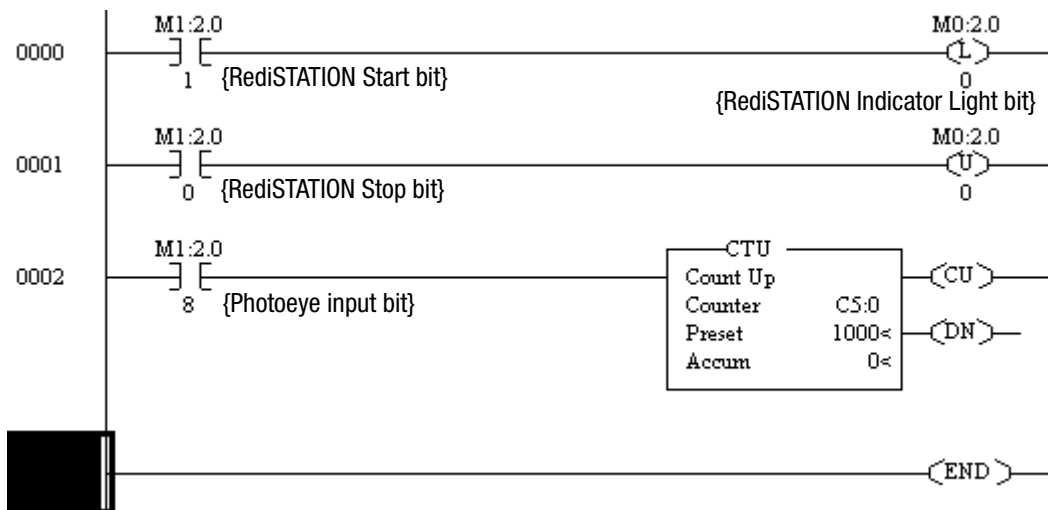 M1:2.0 M0:2.0
0000 L
1 {RediSTATION Start bit} 0
{RediSTATION Indicator Light bit}
M1:2.0 M0:2.0
0001 U
0 {RediSTATION Stop bit} 0
M1:2.0 CTU
0002 Count Up CU
8 {Photoeye input bit} Counter C5:0
Preset 1000< DN
Accum 0<
END